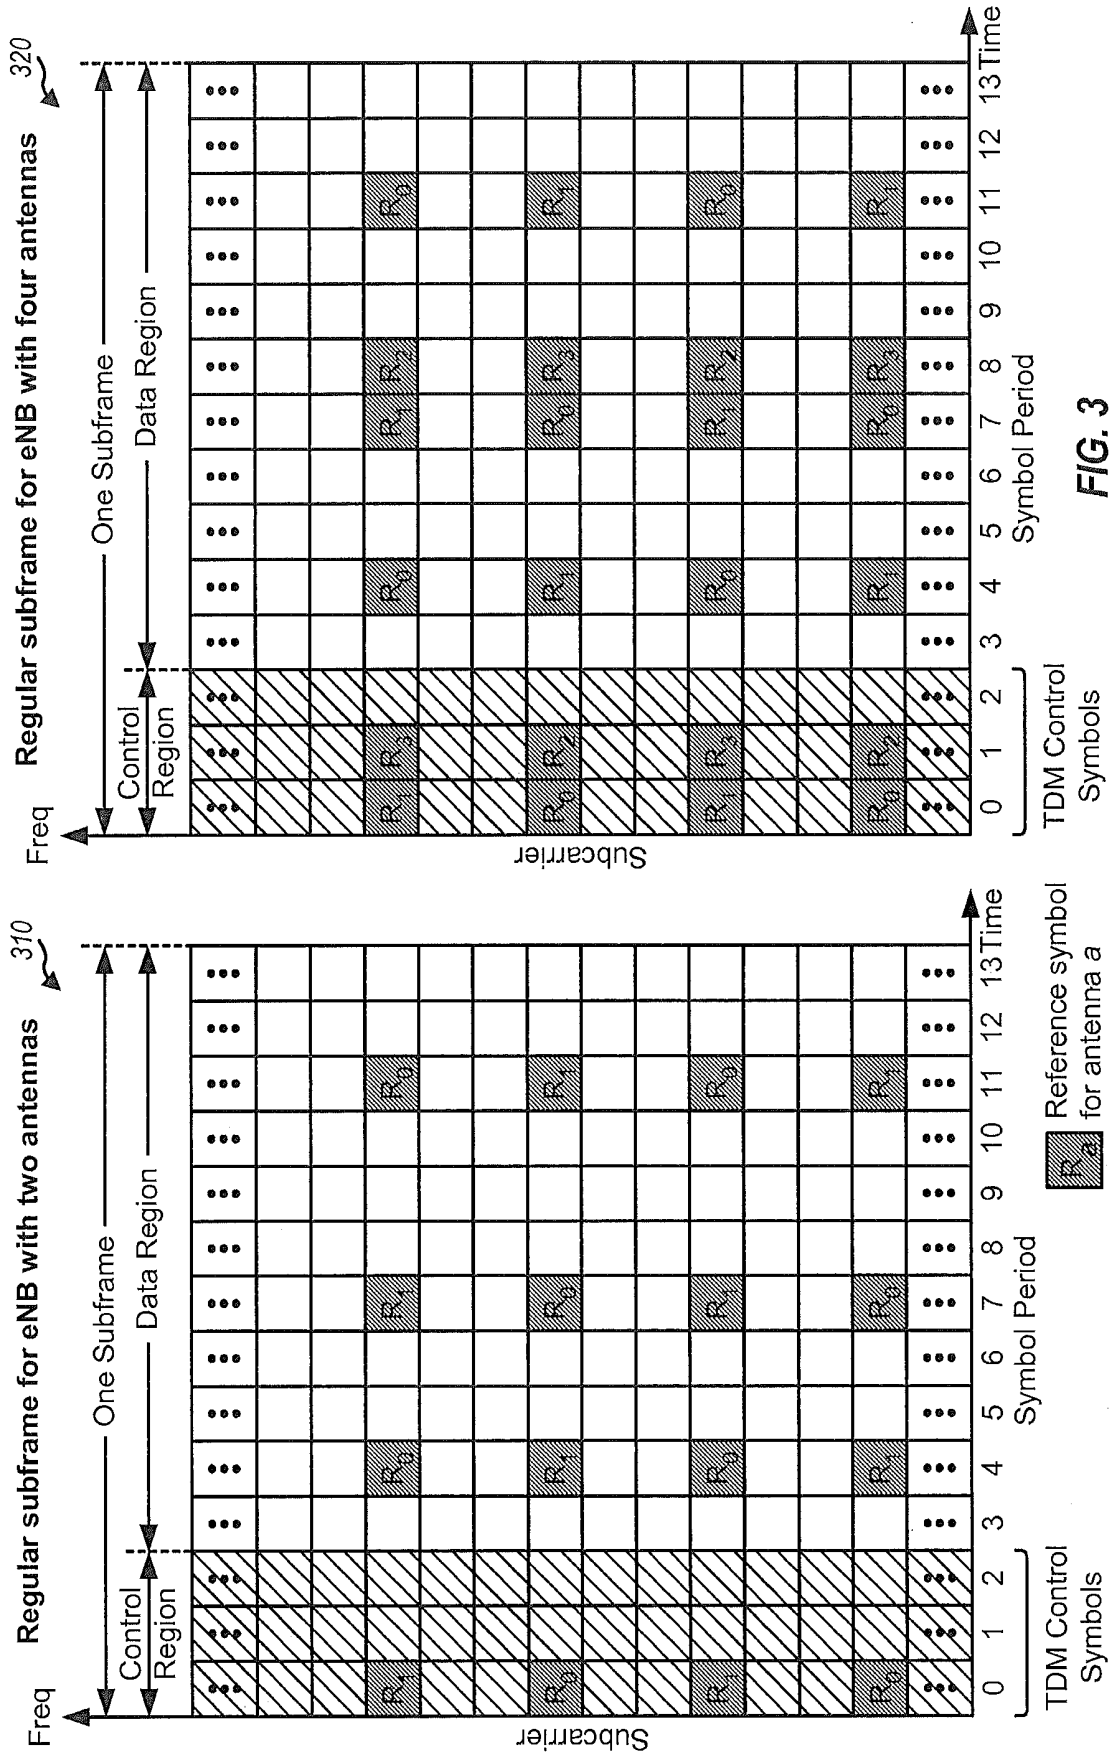 Regular subframe for eNB with two antennas
310
Freq
One Subframe
Control
Region
Data Region
Subcarrier
... ... ... ... ... ... ... ... ... ... ... ... ... ...
R1 R0 R1 R0
R0 R1 R0 R1
R1 R0 R1 R0
R0 R1 R0 R1
... ... ... ... ... ... ... ... ... ... ... ... ... ...
0 1 2 3 4 5 6 7 8 9 10 11 12 13 Time
Symbol Period
TDM Control
Symbols
Ra Reference symbol
for antenna a
Regular subframe for eNB with four antennas
320
Freq
One Subframe
Control
Region
Data Region
Subcarrier
... ... ... ... ... ... ... ... ... ... ... ... ... ...
R1 R3 R0 R1 R2 R0
R0 R2 R1 R0 R3 R1
R1 R3 R0 R1 R2 R0
R0 R2 R1 R0 R3 R1
... ... ... ... ... ... ... ... ... ... ... ... ... ...
0 1 2 3 4 5 6 7 8 9 10 11 12 13 Time
Symbol Period
TDM Control
Symbols
FIG. 3